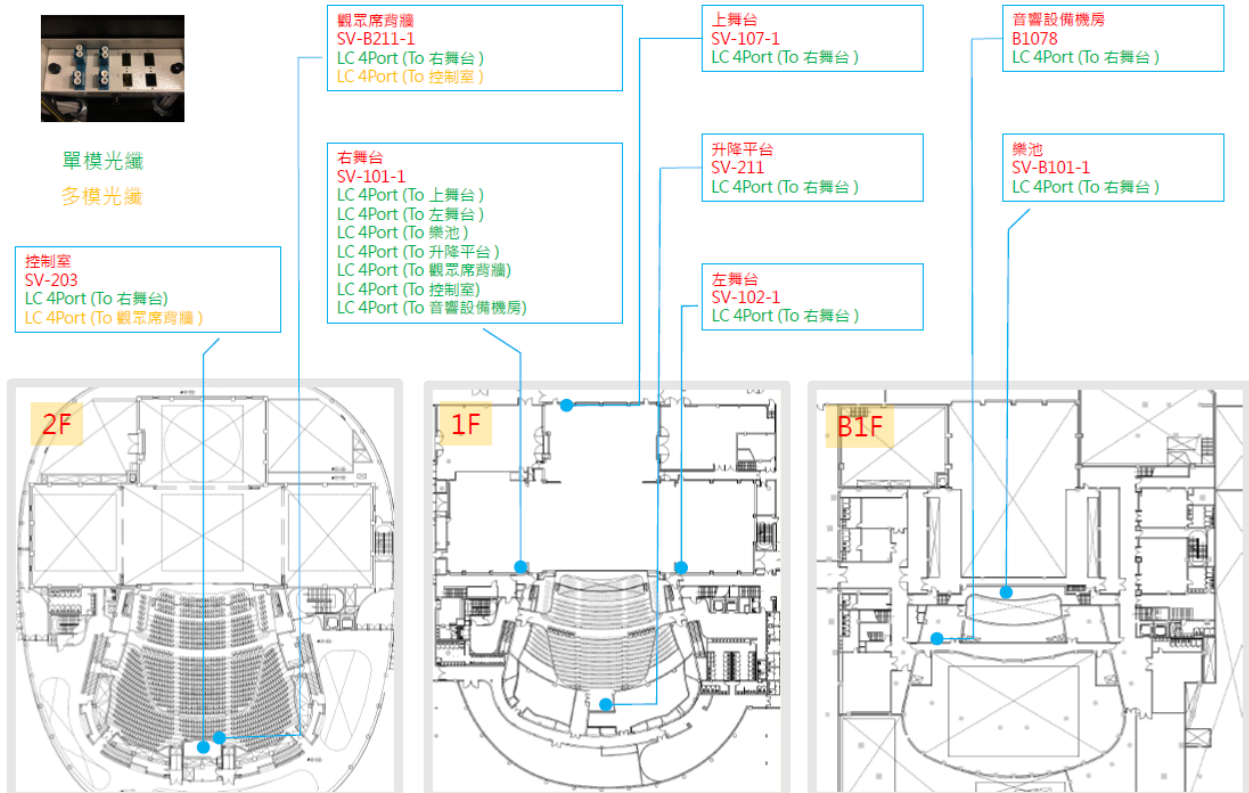 觀眾席背牆
SV-B211-1
LC 4Port (To 右舞台 )
LC 4Port (To 控制室 )
上舞台
SV-107-1
LC 4Port (To 右舞台 )
音響設備機房
B1078
LC 4Port (To 右舞台 )
單模光纖
多模光纖
右舞台
SV-101-1
LC 4Port (To 上舞台 )
LC 4Port (To 左舞台 )
LC 4Port (To 樂池 )
LC 4Port (To 升降平台 )
LC 4Port (To 觀眾席背牆)
LC 4Port (To 控制室)
LC 4Port (To 音響設備機房)
升降平台
SV-211
LC 4Port (To 右舞台 )
樂池
SV-B101-1
LC 4Port (To 右舞台 )
控制室
SV-203
LC 4Port (To 右舞台)
LC 4Port (To 觀眾席背牆 )
左舞台
SV-102-1
LC 4Port (To 右舞台 )
2F
1F
B1F